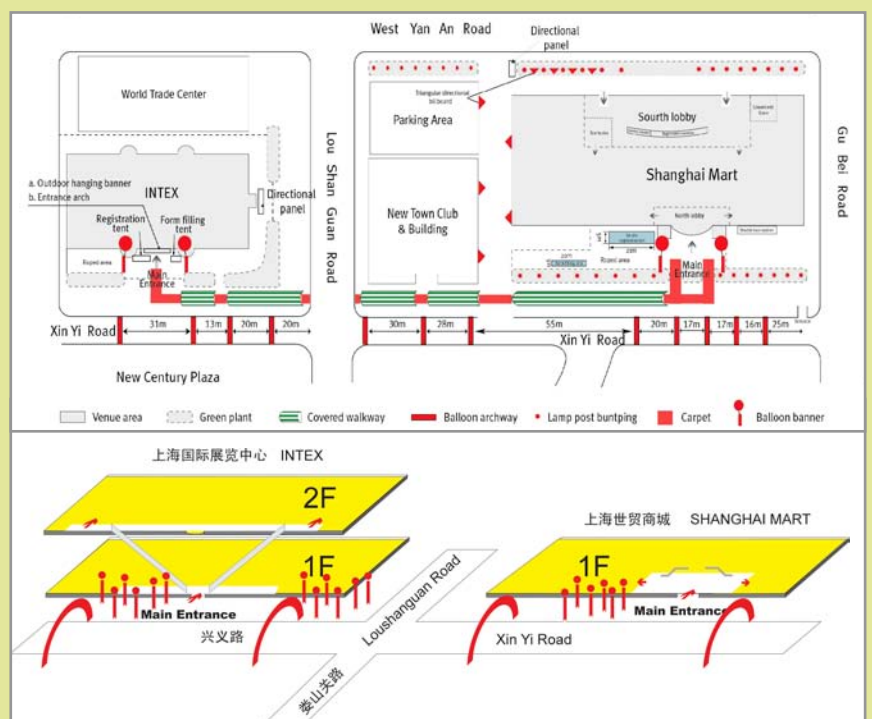 West Yan An Road
Directional
panel
World Trade Center
Triangular directional
Parking Area
Sourth lobby
Lou Shan Guan Road
Gu Bei Road
a. Outdoor hanging banner
b. Entrance arch
INTEX
Directional
panel
Shanghai Mart
Registration
tent
Form filling
tent
New Town Club
& Building
North lobby
Roped area
Main
Entrance
Roped area
Main
Entrance
Xin Yi Road
31m
13m
20m
20m
30m
28m
55m
20m
17m
17m
16m
25m
Xin Yi Road
New Century Plaza
Venue area
Green plant
Covered walkway
Balloon archway
Lamp post buntping
Carpet
Balloon banner
上海国际展览中心 INTEX
2F
1F
Main Entrance
兴义路
Loushanguan Road
娄山关路
上海世贸商城 SHANGHAI MART
1F
Main Entrance
Xin Yi Road